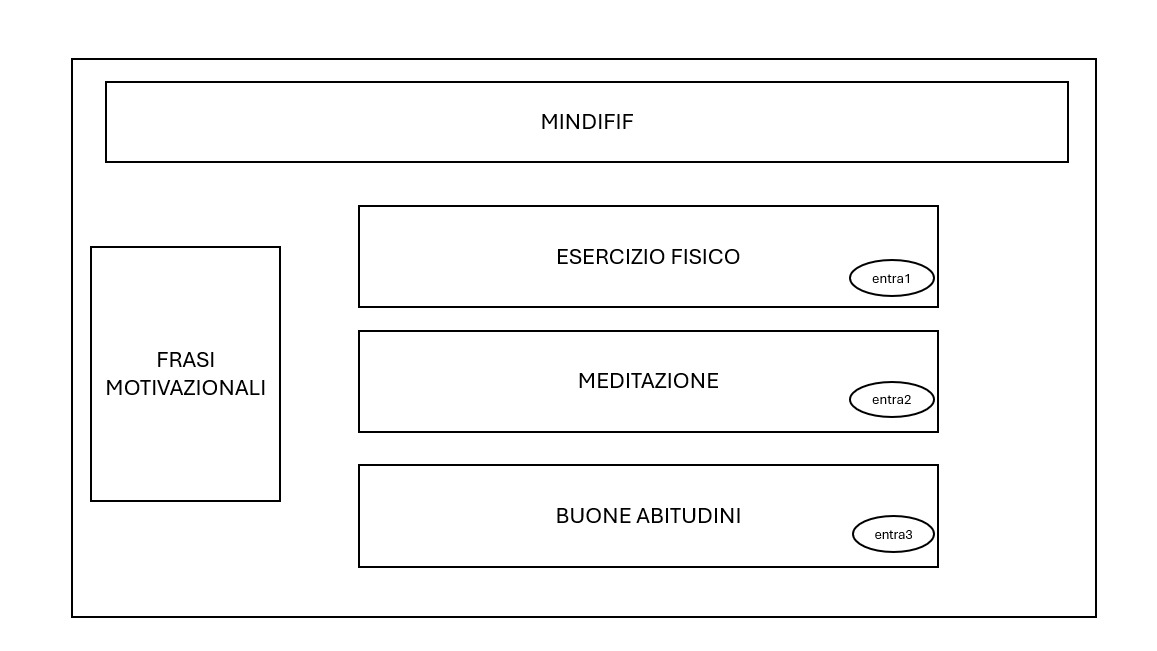 MINDIFIF
ESERCIZIO FISICO
entra1
FRASI
MOTIVAZIONALI
MEDITAZIONE
entra2
BUONE ABITUDINI
entra3